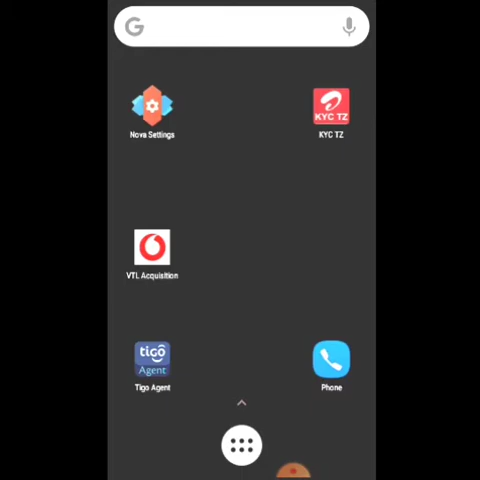 G
Nova Settings
KYC TZ
KYC TZ
VTL Acquisition
tiGO
Agent
Tigo Agent
Phone